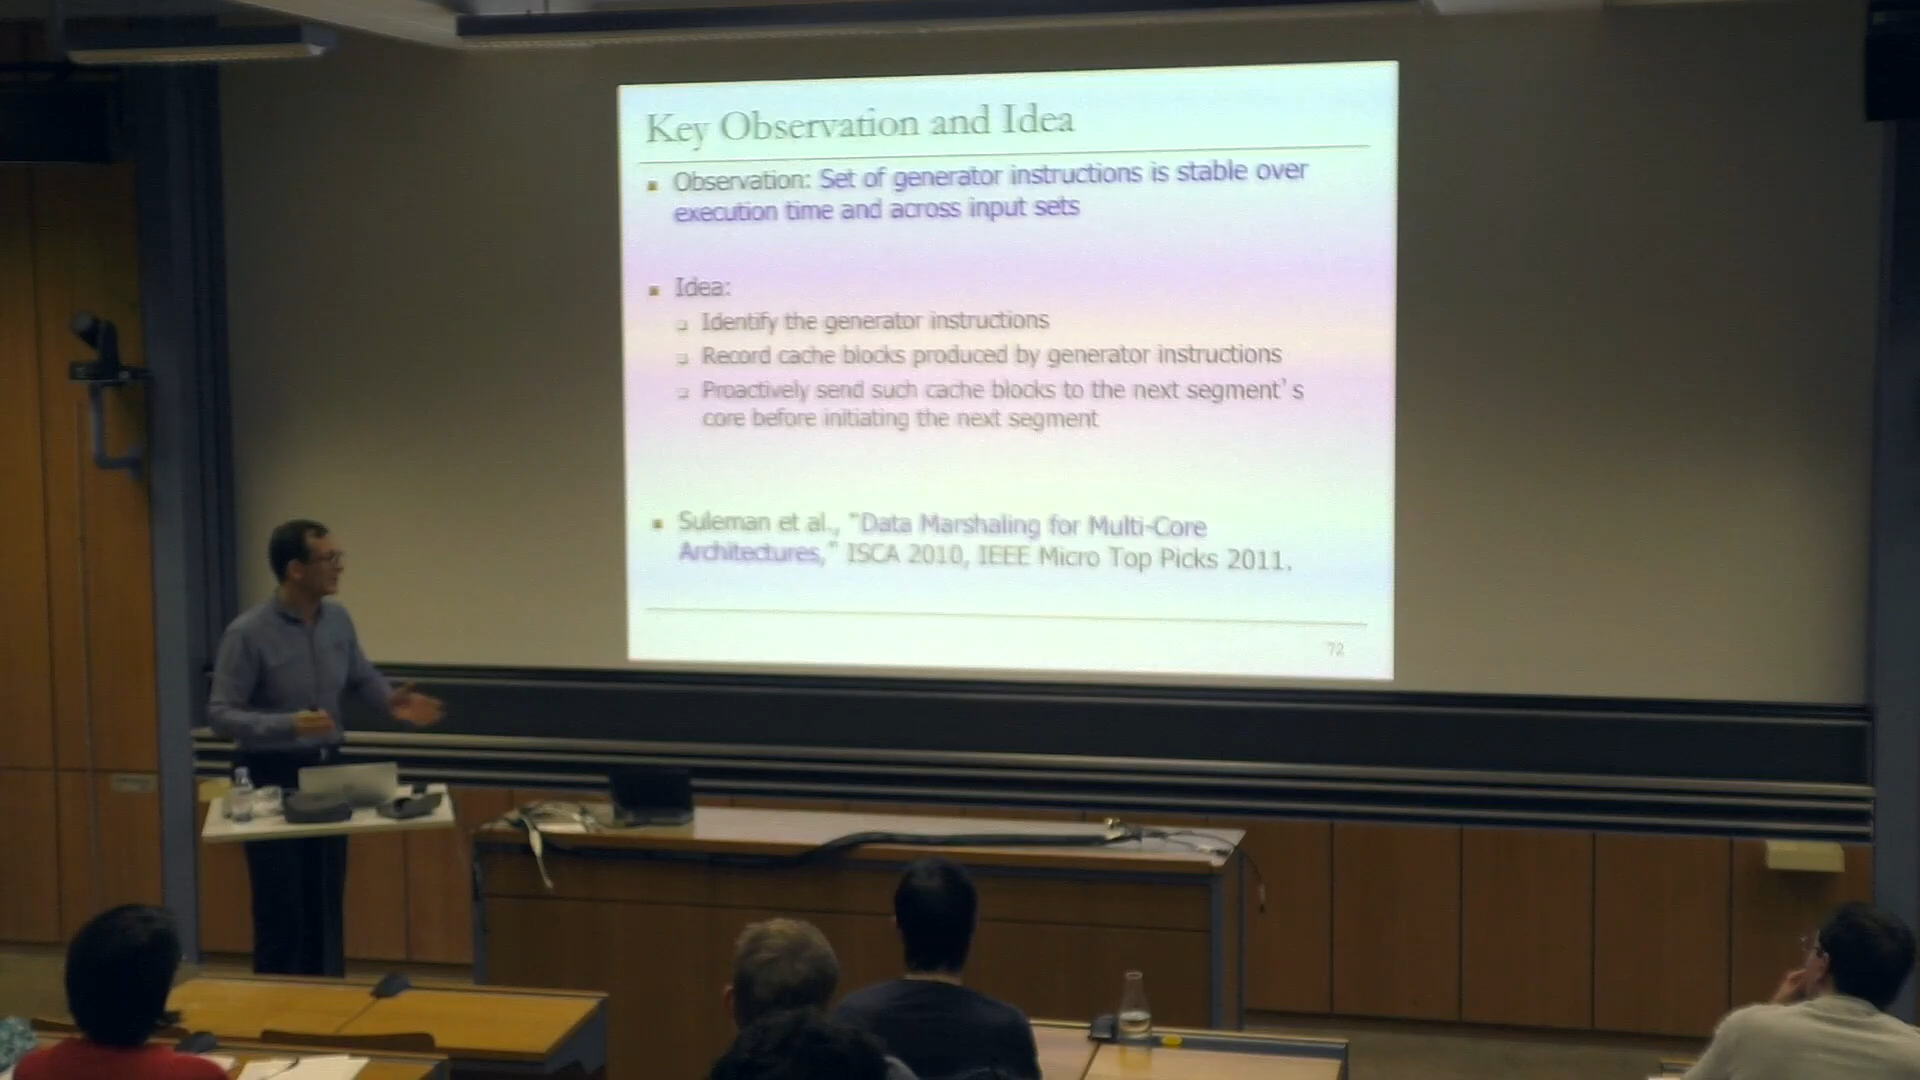 Key Observation and Idea
Observation: Set of generator instructions is stable over
execution time and across input sets
Idea:
Identify the generator instructions
Record cache blocks produced by generator instructions
Proactively send such cache blocks to the next segment's
core before initiating the next segment
Suleman et al., "Data Marshaling for Multi-Core
Architectures," ISCA 2010, IEEE Micro Top Picks 2011.
72